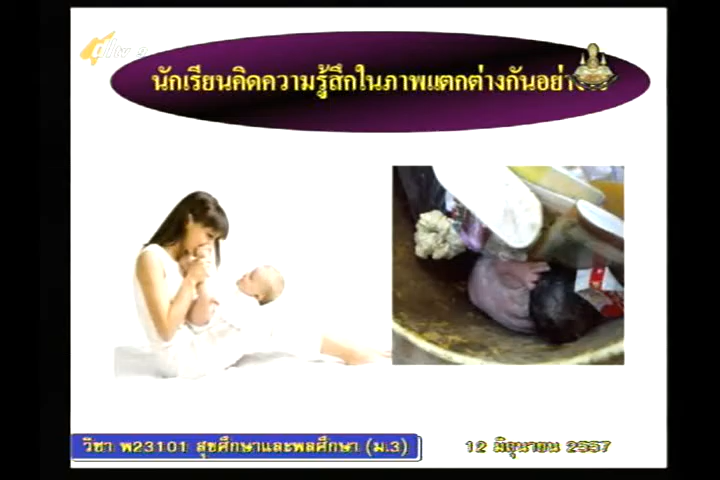 นักเรียนคิดความรู้สึกในภาพแตกต่างกันอย่าง
วิชา พ23101 สุขศึกษาและพลศึกษา (ม.3)
12 มิถุนายน 2557